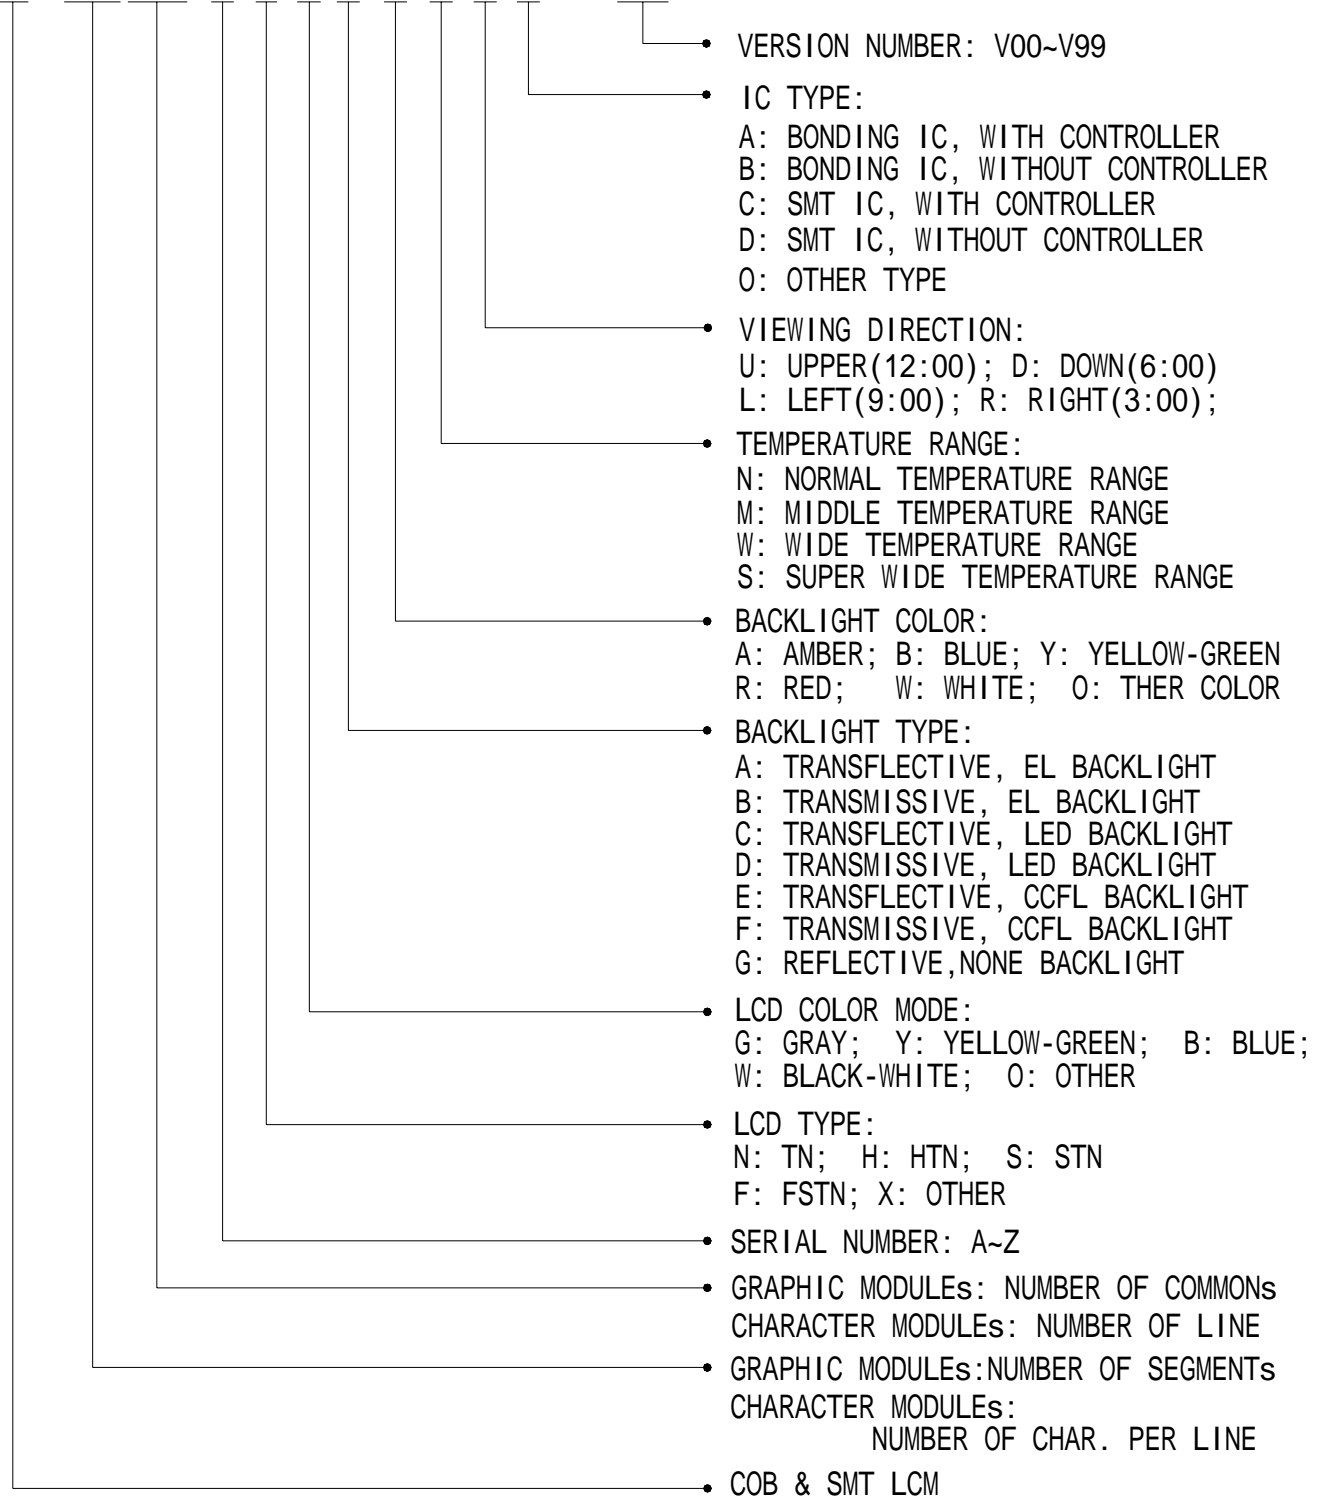 VERSION NUMBER: V00~V99
IC TYPE:
A: BONDING IC, WITH CONTROLLER
B: BONDING IC, WITHOUT CONTROLLER
C: SMT IC, WITH CONTROLLER
D: SMT IC, WITHOUT CONTROLLER
O: OTHER TYPE
VIEWING DIRECTION:
U: UPPER(12:00); D: DOWN(6:00)
L: LEFT(9:00); R: RIGHT(3:00);
TEMPERATURE RANGE:
N: NORMAL TEMPERATURE RANGE
M: MIDDLE TEMPERATURE RANGE
W: WIDE TEMPERATURE RANGE
S: SUPER WIDE TEMPERATURE RANGE
BACKLIGHT COLOR:
A: AMBER; B: BLUE; Y: YELLOW-GREEN
R: RED; W: WHITE; O: THER COLOR
BACKLIGHT TYPE:
A: TRANSFLECTIVE, EL BACKLIGHT
B: TRANSMISSIVE, EL BACKLIGHT
C: TRANSFLECTIVE, LED BACKLIGHT
D: TRANSMISSIVE, LED BACKLIGHT
E: TRANSFLECTIVE, CCFL BACKLIGHT
F: TRANSMISSIVE, CCFL BACKLIGHT
G: REFLECTIVE,NONE BACKLIGHT
LCD COLOR MODE:
G: GRAY; Y: YELLOW-GREEN; B: BLUE;
W: BLACK-WHITE; O: OTHER
LCD TYPE:
N: TN; H: HTN; S: STN
F: FSTN; X: OTHER
SERIAL NUMBER: A~Z
GRAPHIC MODULEs: NUMBER OF COMMONs
CHARACTER MODULEs: NUMBER OF LINE
GRAPHIC MODULEs:NUMBER OF SEGMENTs
CHARACTER MODULEs:
NUMBER OF CHAR. PER LINE
COB & SMT LCM